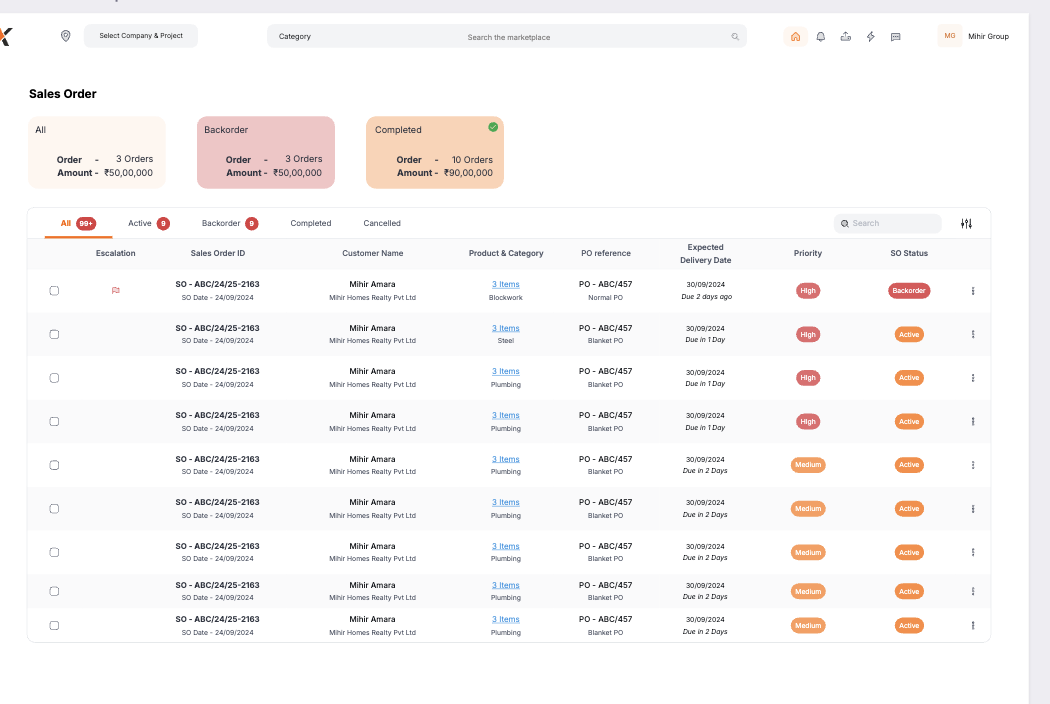 Select Company & Project
Category
Search the marketplace
MG
Mihir Group
Sales Order
All
Order - 3 Orders
Amount - ₹50,00,000
Backorder
Order - 3 Orders
Amount - ₹50,00,000
Completed
Order - 10 Orders
Amount - ₹90,00,000
All 99+
Active 9
Backorder 9
Completed
Cancelled
Search
Escalation
Sales Order ID
Customer Name
Product & Category
PO reference
Expected
Delivery Date
Priority
SO Status
SO - ABC/24/25-2163 Mihir Amara 3 Items PO - ABC/457 30/09/2024 High Backorder
SO Date - 24/09/2024 Mihir Homes Realty Pvt Ltd Blockwork Normal PO Due 2 days ago
SO - ABC/24/25-2163 Mihir Amara 3 Items PO - ABC/457 30/09/2024 High Active
SO Date - 24/09/2024 Mihir Homes Realty Pvt Ltd Steel Blanket PO Due in 1 Day
SO - ABC/24/25-2163 Mihir Amara 3 Items PO - ABC/457 30/09/2024 High Active
SO Date - 24/09/2024 Mihir Homes Realty Pvt Ltd Plumbing Blanket PO Due in 1 Day
SO - ABC/24/25-2163 Mihir Amara 3 Items PO - ABC/457 30/09/2024 High Active
SO Date - 24/09/2024 Mihir Homes Realty Pvt Ltd Plumbing Blanket PO Due in 1 Day
SO - ABC/24/25-2163 Mihir Amara 3 Items PO - ABC/457 30/09/2024 Medium Active
SO Date - 24/09/2024 Mihir Homes Realty Pvt Ltd Plumbing Blanket PO Due in 2 Days
SO - ABC/24/25-2163 Mihir Amara 3 Items PO - ABC/457 30/09/2024 Medium Active
SO Date - 24/09/2024 Mihir Homes Realty Pvt Ltd Plumbing Blanket PO Due in 2 Days
SO - ABC/24/25-2163 Mihir Amara 3 Items PO - ABC/457 30/09/2024 Medium Active
SO Date - 24/09/2024 Mihir Homes Realty Pvt Ltd Plumbing Blanket PO Due in 2 Days
SO - ABC/24/25-2163 Mihir Amara 3 Items PO - ABC/457 30/09/2024 Medium Active
SO Date - 24/09/2024 Mihir Homes Realty Pvt Ltd Plumbing Blanket PO Due in 2 Days
SO - ABC/24/25-2163 Mihir Amara 3 Items PO - ABC/457 30/09/2024 Medium Active
SO Date - 24/09/2024 Mihir Homes Realty Pvt Ltd Plumbing Blanket PO Due in 2 Days